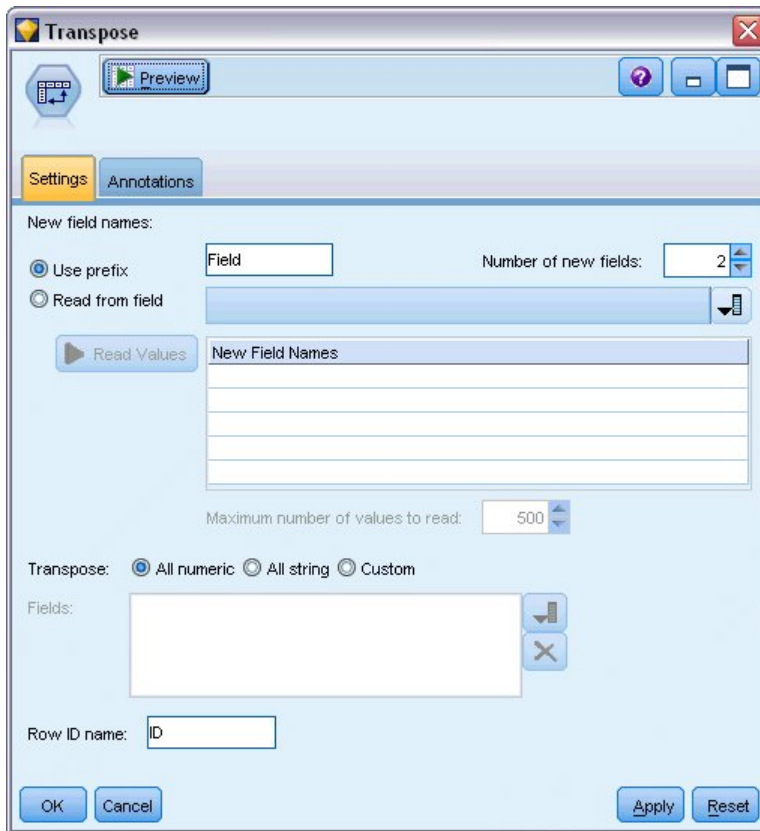 Transpose
Preview
Settings
Annotations
New field names:
Use prefix
Field
Number of new fields:
2
Read from field
Read Values
New Field Names
Maximum number of values to read:
500
Transpose:
All numeric
All string
Custom
Fields:
Row ID name:
ID
OK
Cancel
Apply
Reset